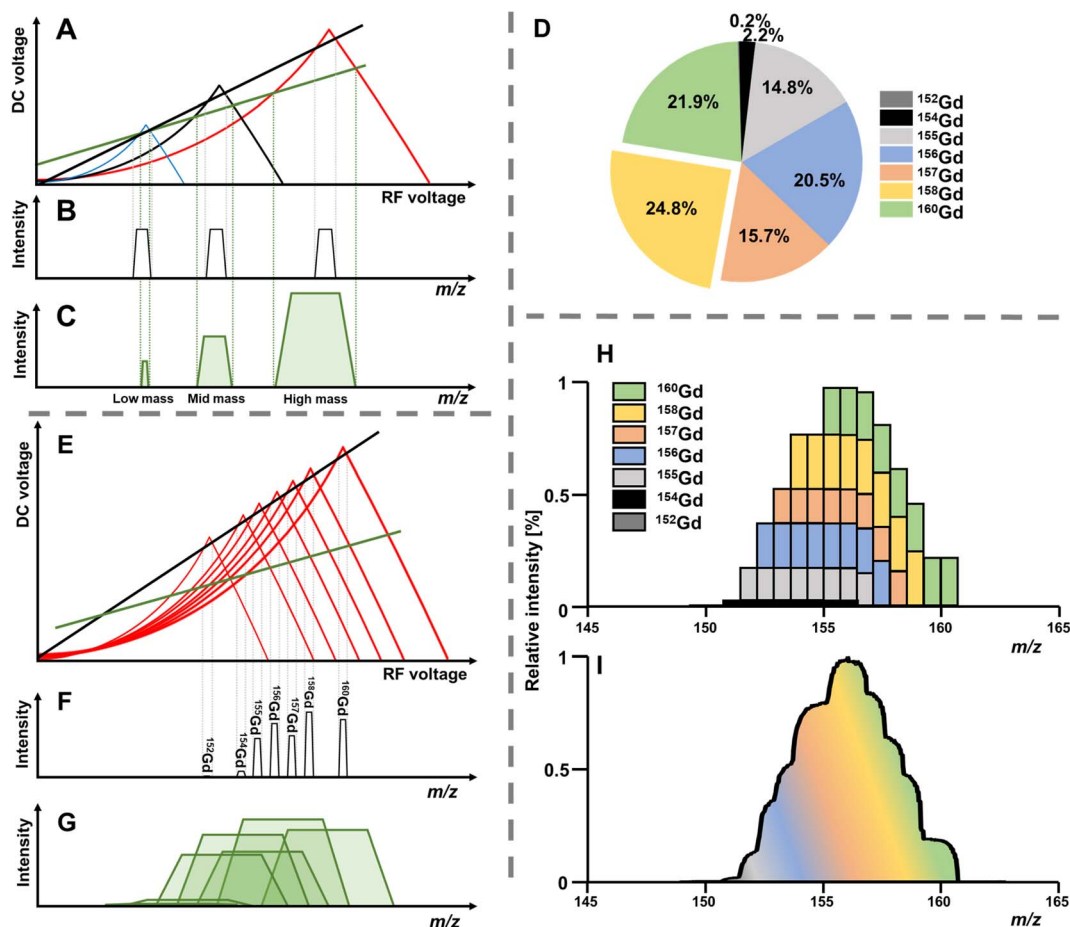 A
DC voltage
RF voltage
B
Intensity
m/z
C
Intensity
m/z
Low mass
Mid mass
High mass
D
0.2%
2.2%
14.8%
20.5%
15.7%
24.8%
21.9%
¹⁵²Gd
¹⁵⁴Gd
¹⁵⁵Gd
¹⁵⁶Gd
¹⁵⁷Gd
¹⁵⁸Gd
¹⁶⁰Gd
E
DC voltage
RF voltage
F
Intensity
¹⁵²Gd
¹⁵⁴Gd
¹⁵⁵Gd
¹⁵⁶Gd
¹⁵⁷Gd
¹⁵⁸Gd
¹⁶⁰Gd
m/z
G
Intensity
m/z
H
Relative intensity [%]
1
0.5
0
¹⁶⁰Gd
¹⁵⁸Gd
¹⁵⁷Gd
¹⁵⁶Gd
¹⁵⁵Gd
¹⁵⁴Gd
¹⁵²Gd
145
150
155
160
165
m/z
I
1
0.5
0
145
150
155
160
165
m/z